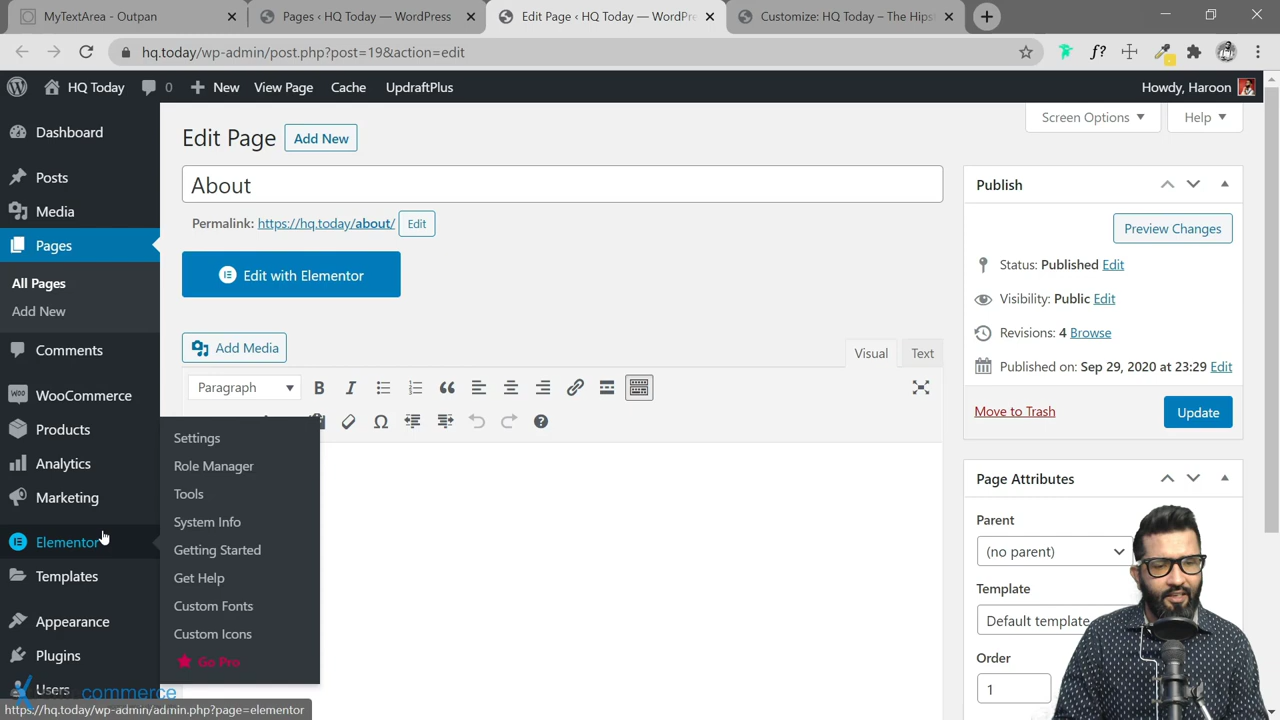 MyTextArea - Outpan
Pages ‹ HQ Today — WordPress
Edit Page ‹ HQ Today — WordPre
Customize: HQ Today – The Hips
hq.today/wp-admin/post.php?post=19&action=edit
f?
HQ Today
0
New
View Page
Cache
UpdraftPlus
Howdy, Haroon
Screen Options
Help
Dashboard
Posts
Media
Pages
All Pages
Add New
Comments
WooCommerce
Products
Analytics
Marketing
Elementor
Templates
Appearance
Plugins
Users
Edit Page
Add New
About
Permalink: https://hq.today/about/ Edit
Edit with Elementor
Add Media
Visual
Text
Paragraph
Settings
Role Manager
Tools
System Info
Getting Started
Get Help
Custom Fonts
Custom Icons
Go Pro
Publish
Preview Changes
Status: Published Edit
Visibility: Public Edit
Revisions: 4 Browse
Published on: Sep 29, 2020 at 23:29 Edit
Move to Trash
Update
Page Attributes
Parent
(no parent)
Template
Default template
Order
1
https://hq.today/wp-admin/admin.php?page=elementor